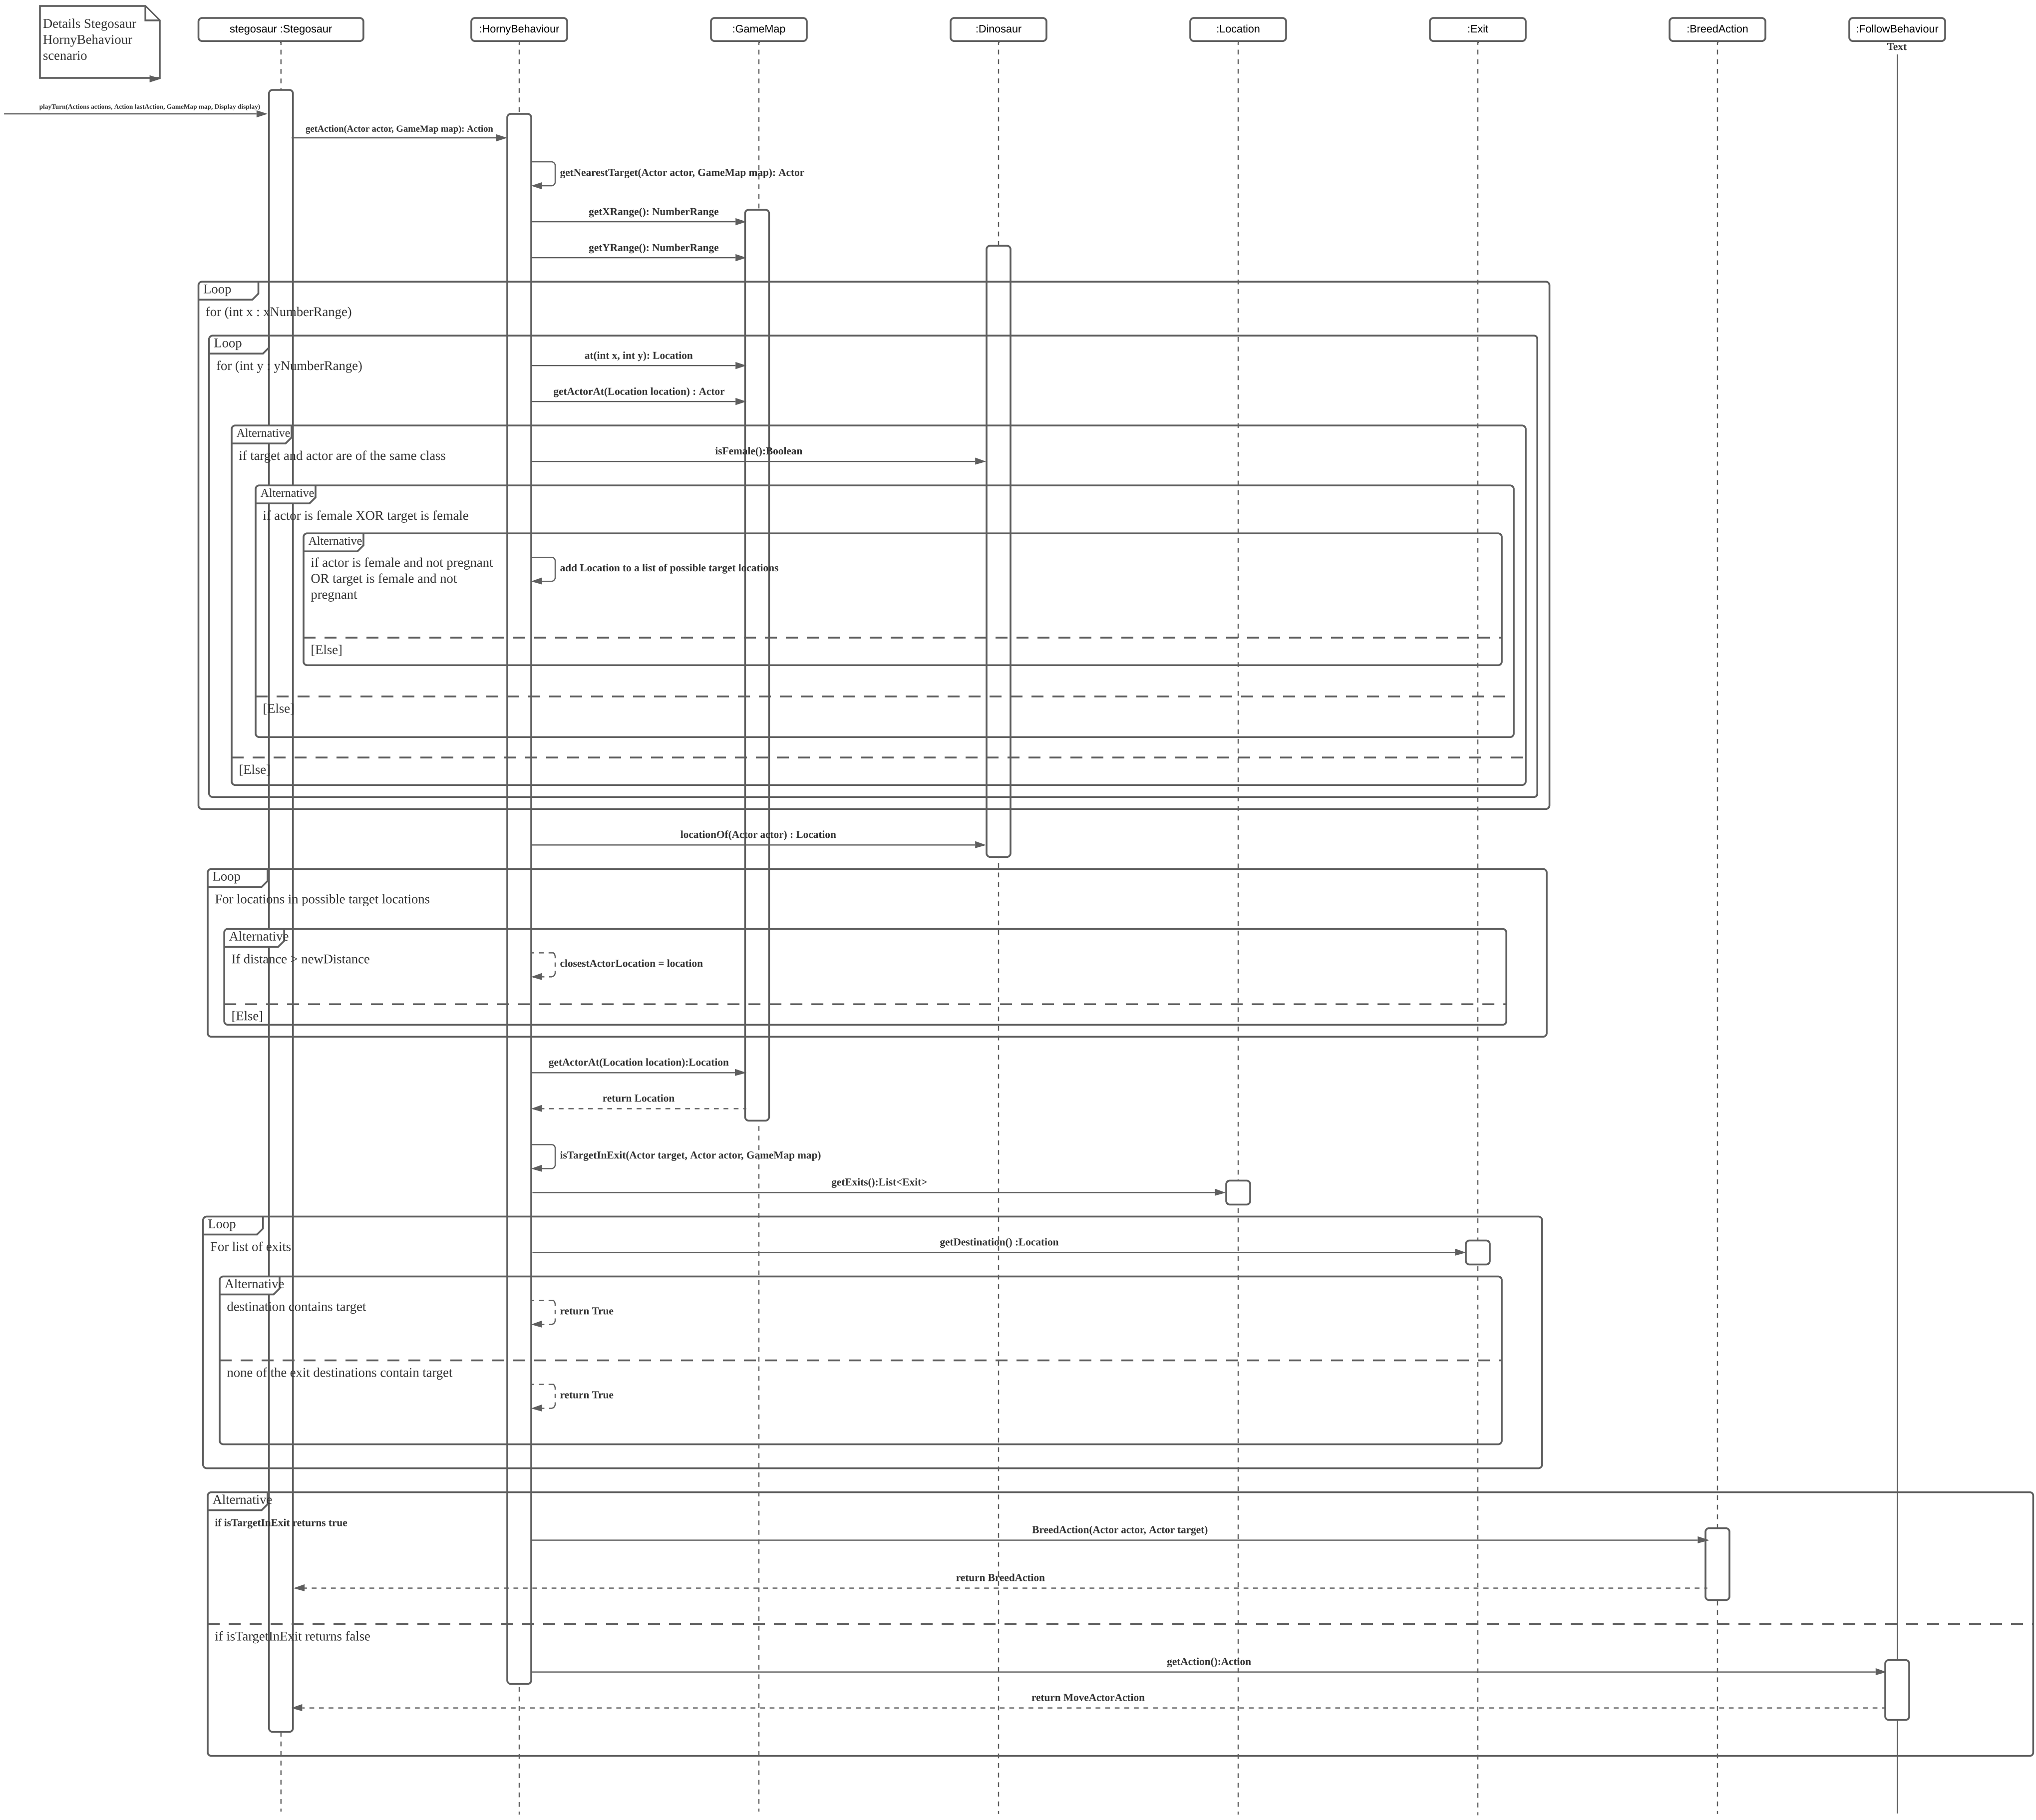 Details Stegosaur
HornyBehaviour
scenario
stegosaur :Stegosaur
:HornyBehaviour
:GameMap
:Dinosaur
:Location
:Exit
:BreedAction
:FollowBehaviour
Text
playTurn(Actions actions, Action lastAction, GameMap map, Display display)
getAction(Actor actor, GameMap map): Action
getNearestTarget(Actor actor, GameMap map): Actor
getXRange(): NumberRange
getYRange(): NumberRange
Loop
for (int x : xNumberRange)
Loop
for (int y : yNumberRange)
at(int x, int y): Location
getActorAt(Location location) : Actor
Alternative
if target and actor are of the same class
isFemale():Boolean
Alternative
if actor is female XOR target is female
Alternative
if actor is female and not pregnant
OR target is female and not
pregnant
add Location to a list of possible target locations
[Else]
[Else]
[Else]
locationOf(Actor actor) : Location
Loop
For locations in possible target locations
Alternative
If distance > newDistance
closestActorLocation = location
[Else]
getActorAt(Location location):Location
return Location
isTargetInExit(Actor target, Actor actor, GameMap map)
getExits():List<Exit>
Loop
For list of exits
getDestination() :Location
Alternative
destination contains target
return True
none of the exit destinations contain target
return True
Alternative
if isTargetInExit returns true
BreedAction(Actor actor, Actor target)
return BreedAction
if isTargetInExit returns false
getAction():Action
return MoveActorAction